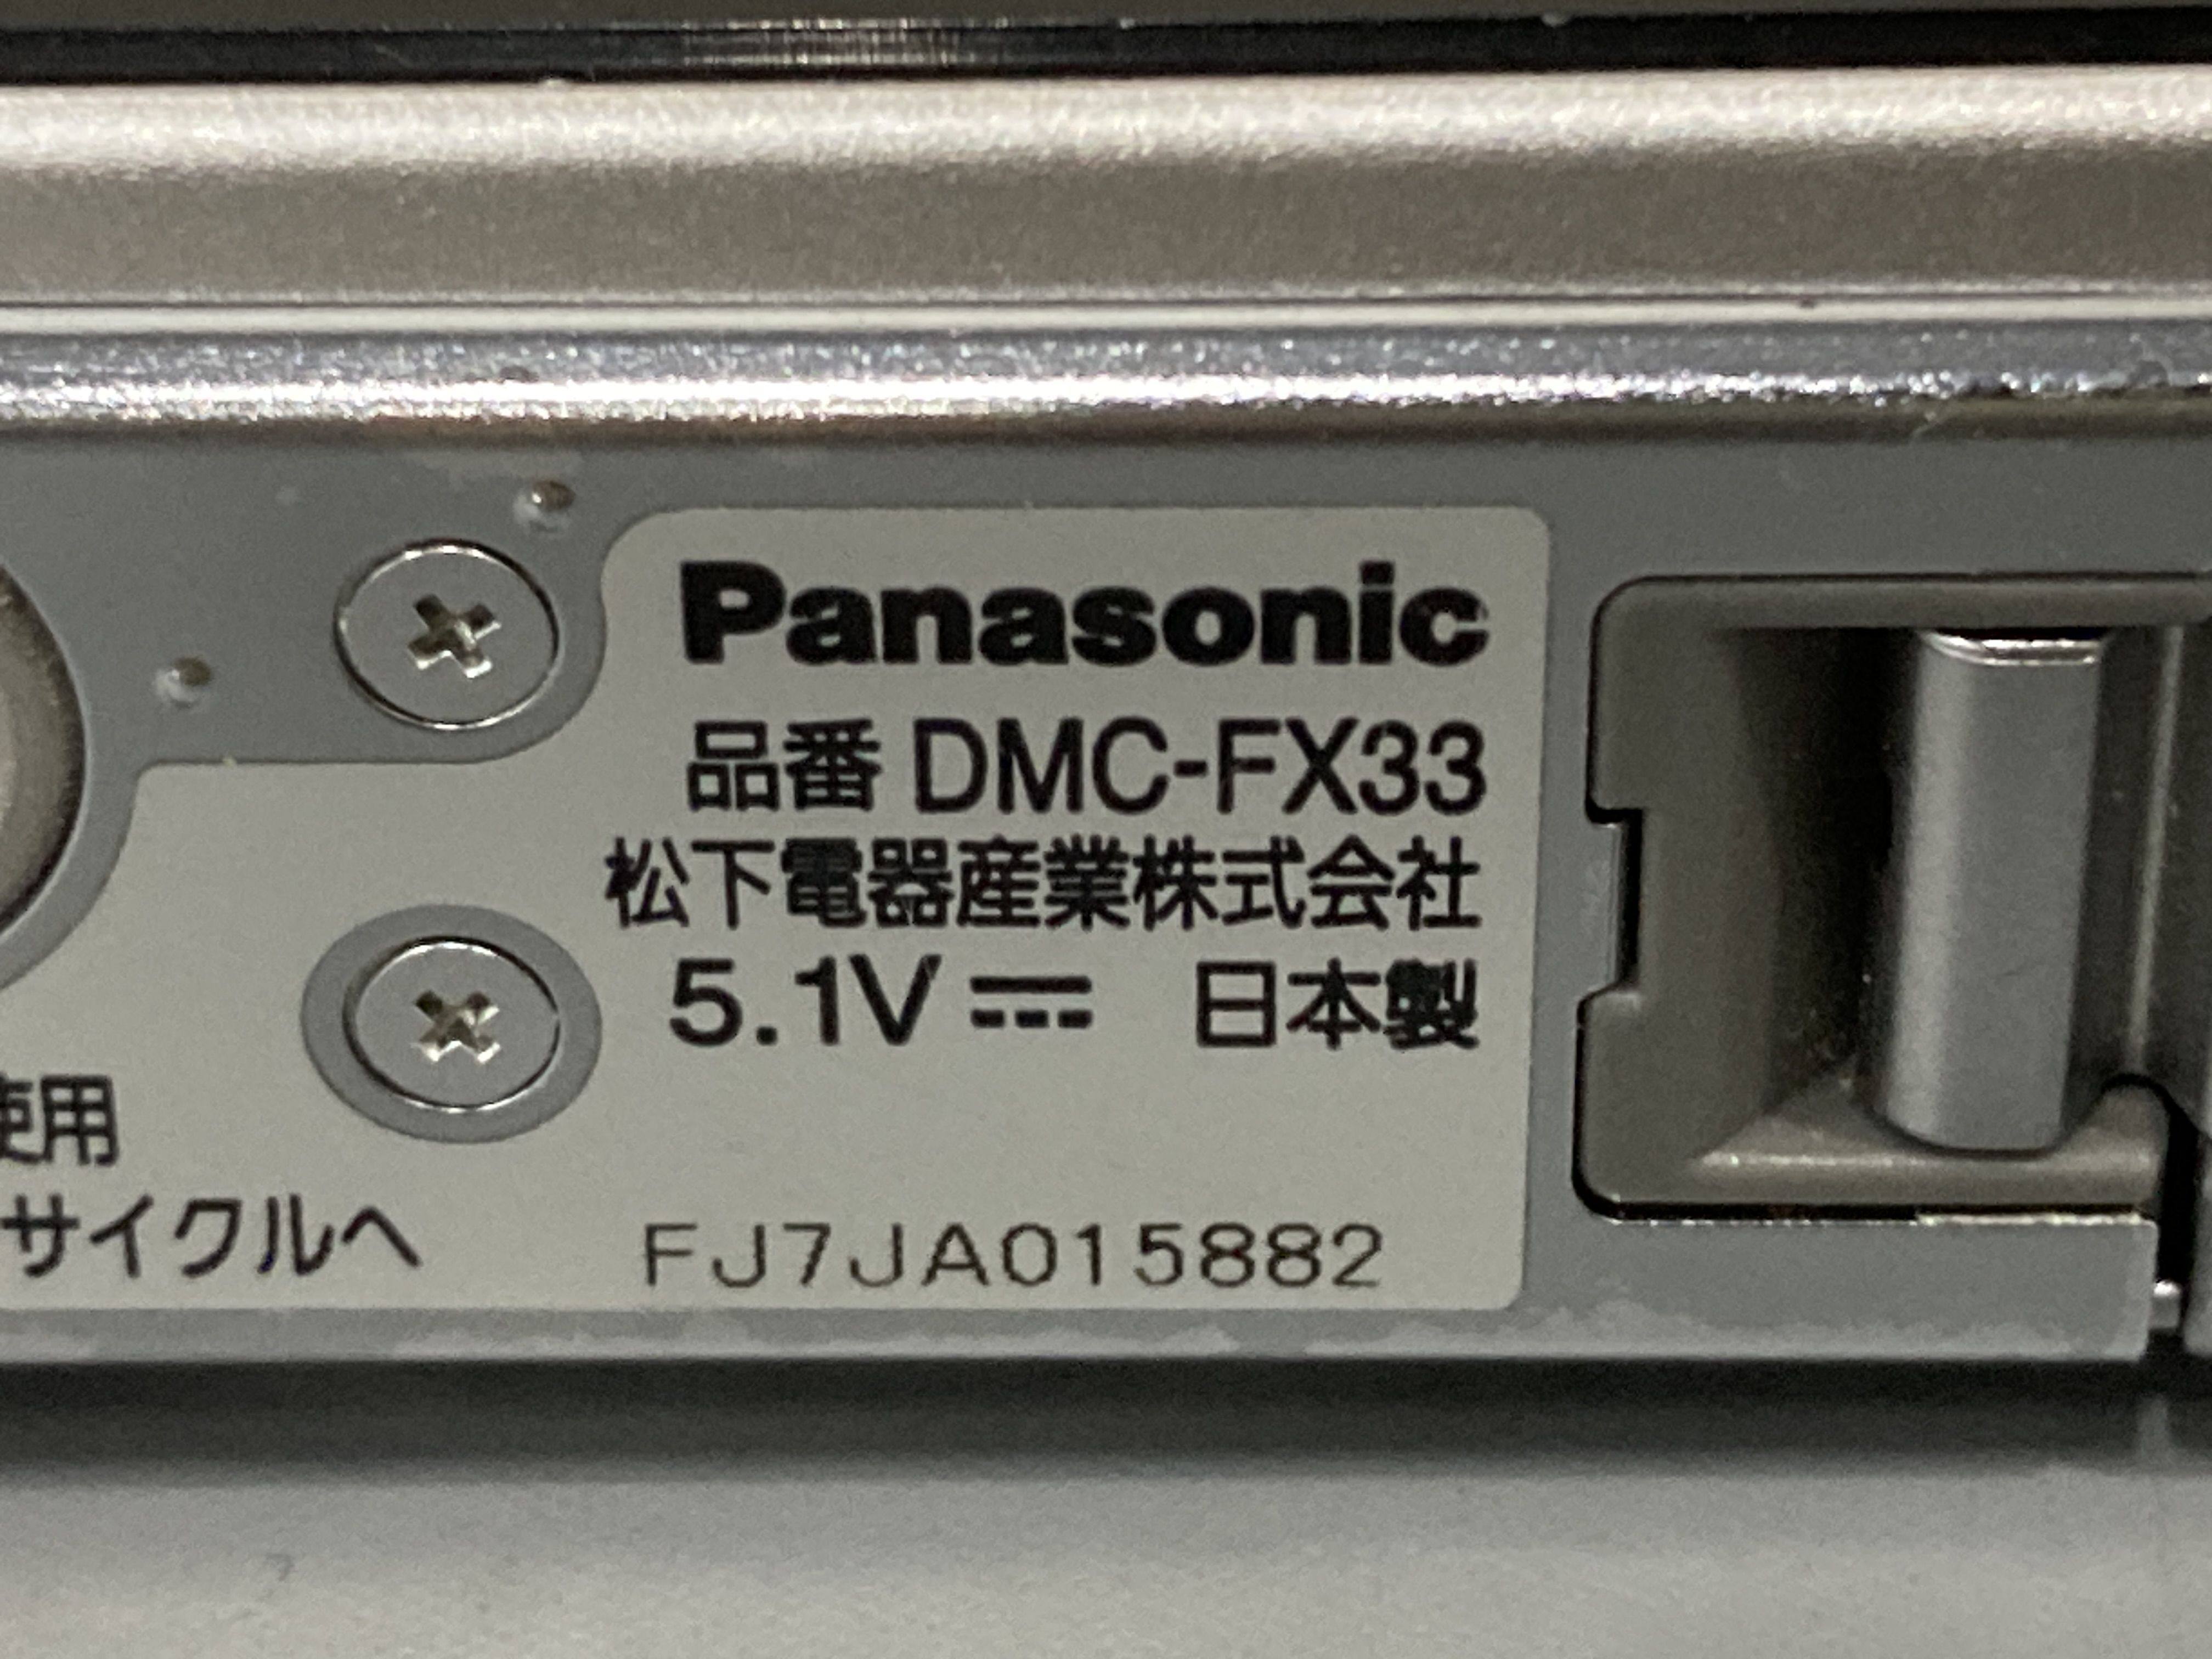 Panasonic
品番 DMC-FX33
松下電器産業株式会社
5.1V ⎓ 日本製
使用
サイクルへ
FJ7JA015882